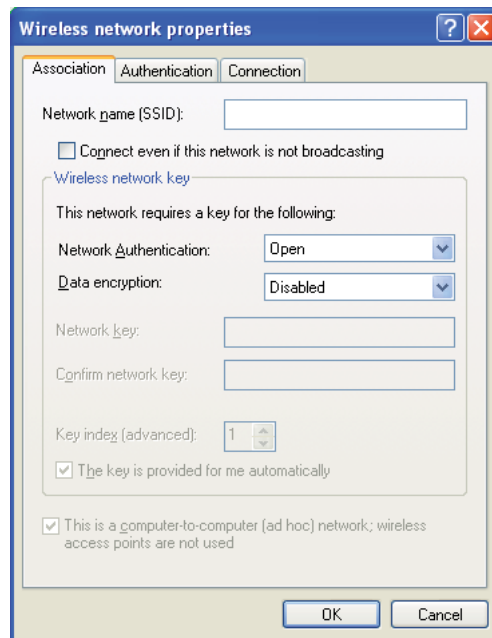 Wireless network properties
?
X
Association
Authentication
Connection
Network name (SSID):
Connect even if this network is not broadcasting
Wireless network key
This network requires a key for the following:
Network Authentication:
Open
Data encryption:
Disabled
Network key:
Confirm network key:
Key index (advanced):
1
The key is provided for me automatically
This is a computer-to-computer (ad hoc) network; wireless
access points are not used
OK
Cancel